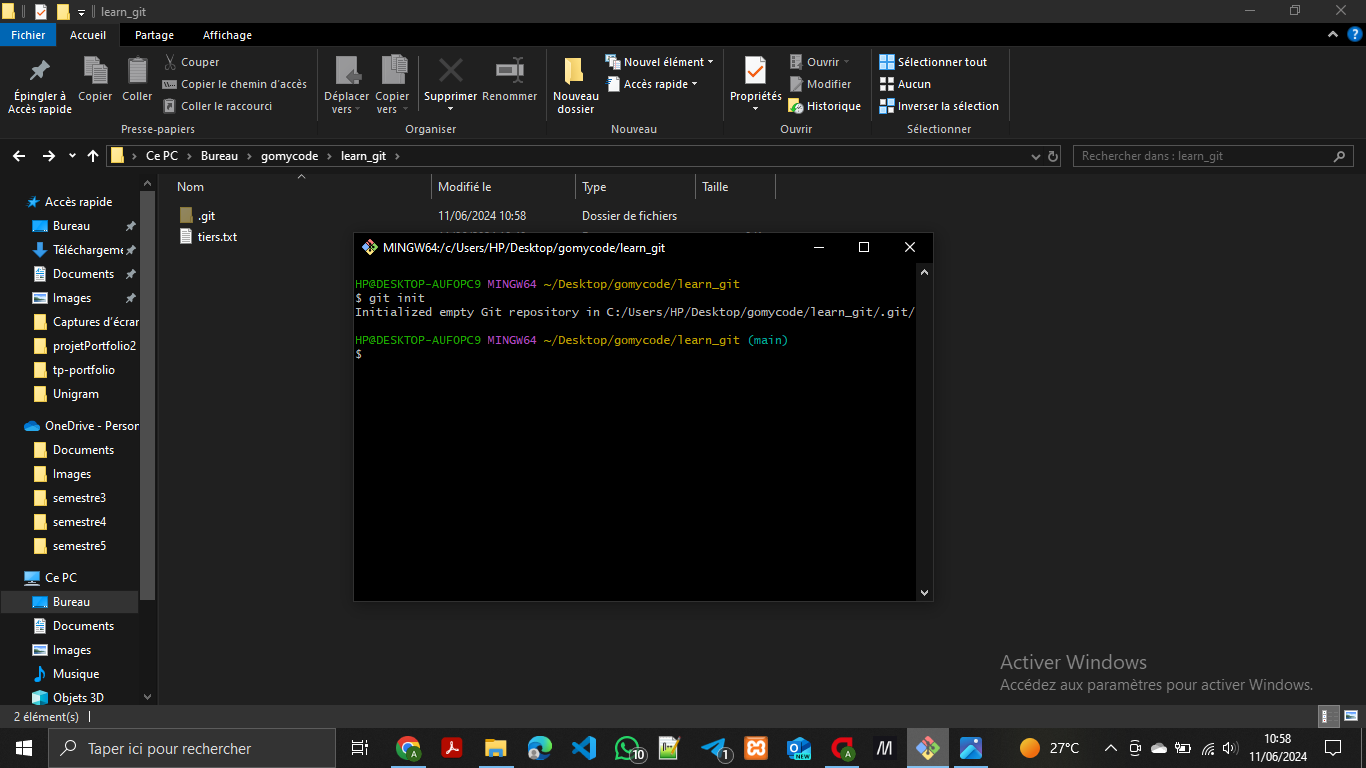 learn_git
Fichier Accueil Partage Affichage
Épingler à Accès rapide
Copier
Coller
Couper
Copier le chemin d'accès
Coller le raccourci
Presse-papiers
Déplacer vers
Copier vers
Supprimer
Renommer
Organiser
Nouveau dossier
Nouvel élément
Accès rapide
Nouveau
Propriétés
Ouvrir
Modifier
Historique
Ouvrir
Sélectionner tout
Aucun
Inverser la sélection
Sélectionner
Ce PC > Bureau > gomycode > learn_git >
Rechercher dans : learn_git
Nom Modifié le Type Taille
.git 11/06/2024 10:58 Dossier de fichiers
tiers.txt
Accès rapide
Bureau
Téléchargeme
Documents
Images
Captures d'écran
projetPortfolio2
tp-portfolio
Unigram
OneDrive - Person
Documents
Images
semestre3
semestre4
semestre5
Ce PC
Bureau
Documents
Images
Musique
Objets 3D
MINGW64:/c/Users/HP/Desktop/gomycode/learn_git
HP@DESKTOP-AUFOPC9 MINGW64 ~/Desktop/gomycode/learn_git
$ git init
Initialized empty Git repository in C:/Users/HP/Desktop/gomycode/learn_git/.git/
HP@DESKTOP-AUFOPC9 MINGW64 ~/Desktop/gomycode/learn_git (main)
$
Activer Windows
Accédez aux paramètres pour activer Windows.
2 élément(s)
Taper ici pour rechercher
A
10
1
NEW
A
M
27°C
10:58
11/06/2024